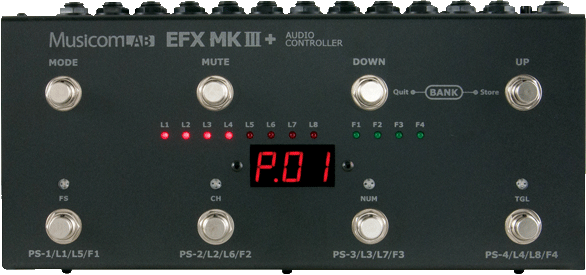 MusicomLAB EFX MK III + AUDIO CONTROLLER
MODE MUTE DOWN UP
Quit BANK Store
L1 L2 L3 L4 L5 L6 L7 L8 F1 F2 F3 F4
P.01
FS CH NUM TGL
PS-1/L1/L5/F1 PS-2/L2/L6/F2 PS-3/L3/L7/F3 PS-4/L4/L8/F4